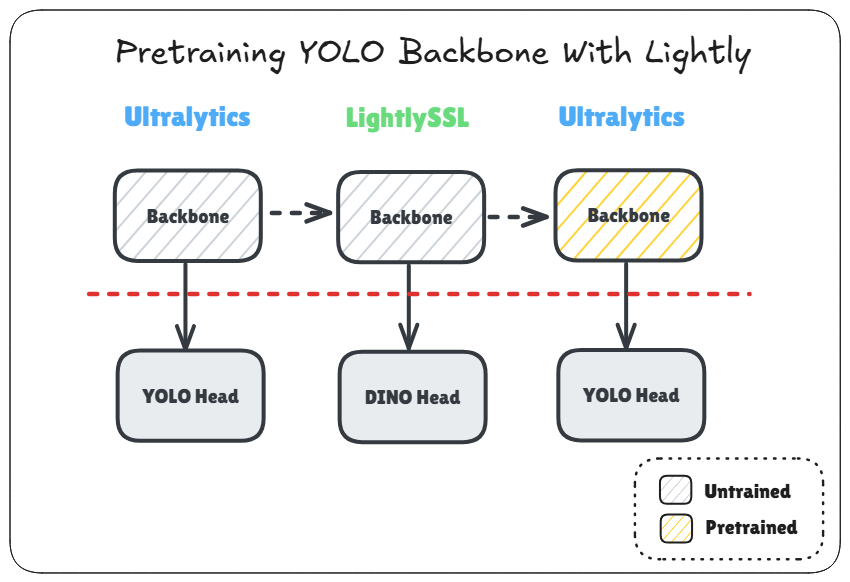 Pretraining YOLO Backbone With Lightly
Ultralytics LightlySSL Ultralytics
Backbone Backbone Backbone
YOLO Head DINO Head YOLO Head
Untrained
Pretrained